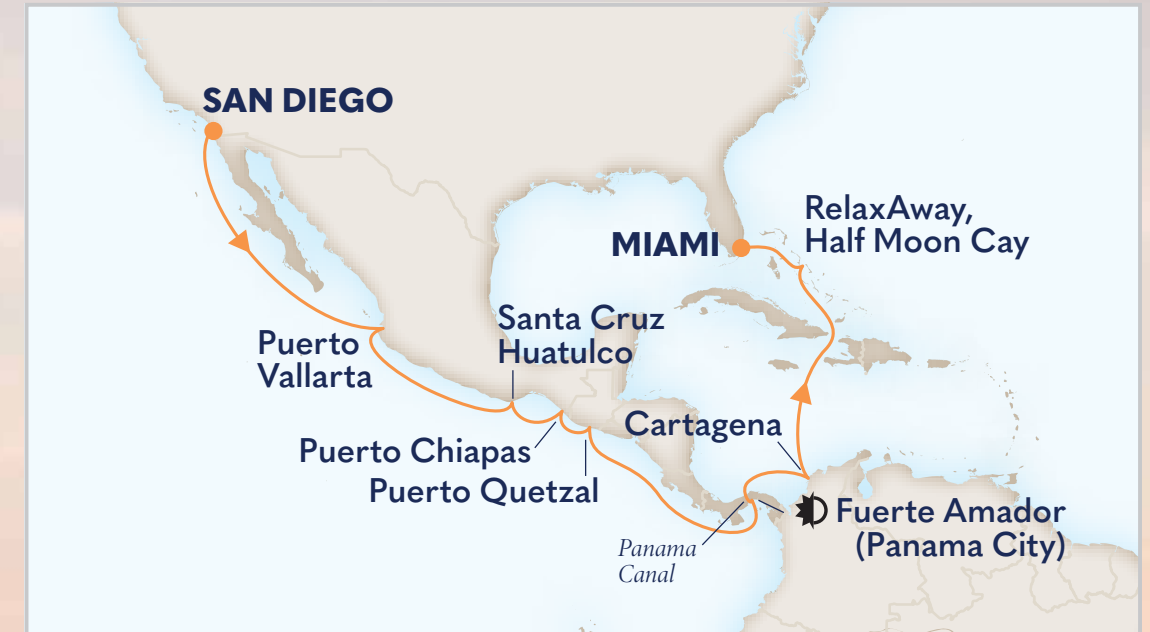 SAN DIEGO
MIAMI
RelaxAway,
Half Moon Cay
Puerto
Vallarta
Santa Cruz
Huatulco
Puerto Chiapas
Puerto Quetzal
Cartagena
Fuerte Amador
(Panama City)
Panama
Canal